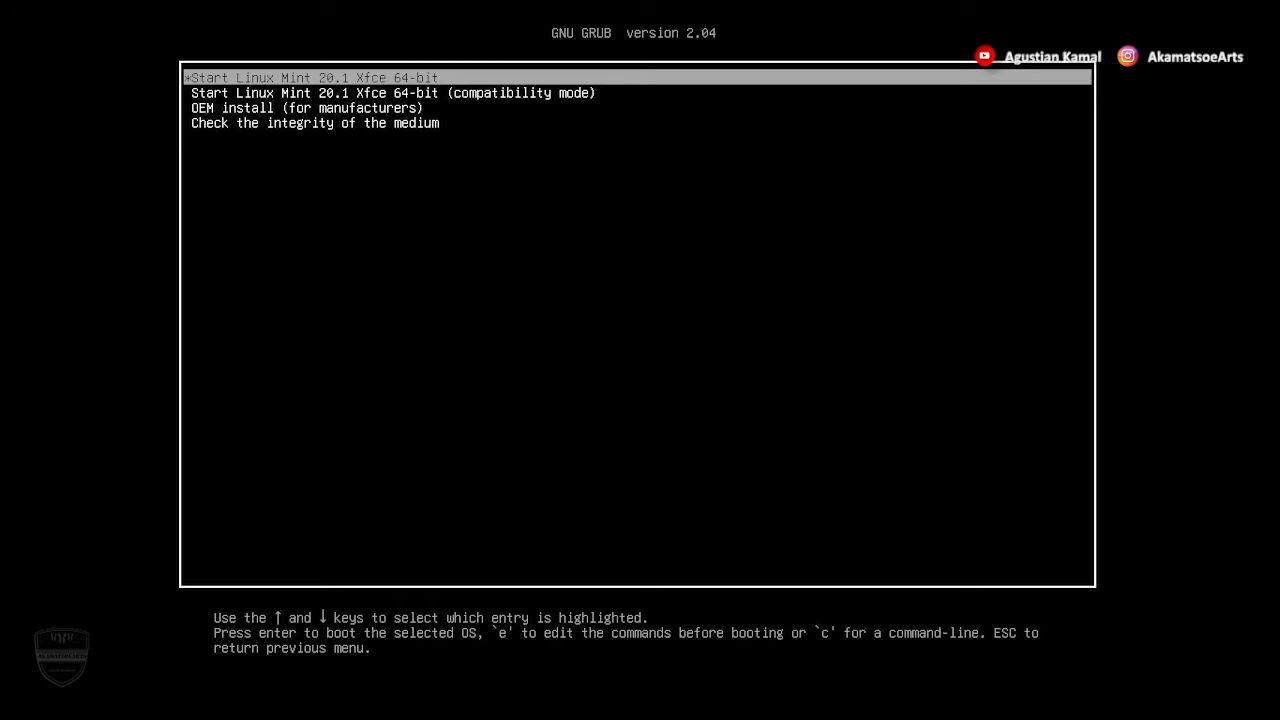 GNU GRUB version 2.04
Agustian Kamal AkamatsoeArts
*Start Linux Mint 20.1 Xfce 64-bit
Start Linux Mint 20.1 Xfce 64-bit (compatibility mode)
OEM install (for manufacturers)
Check the integrity of the medium
Use the ↑ and ↓ keys to select which entry is highlighted.
Press enter to boot the selected OS, `e' to edit the commands before booting or `c' for a command-line. ESC to
return previous menu.